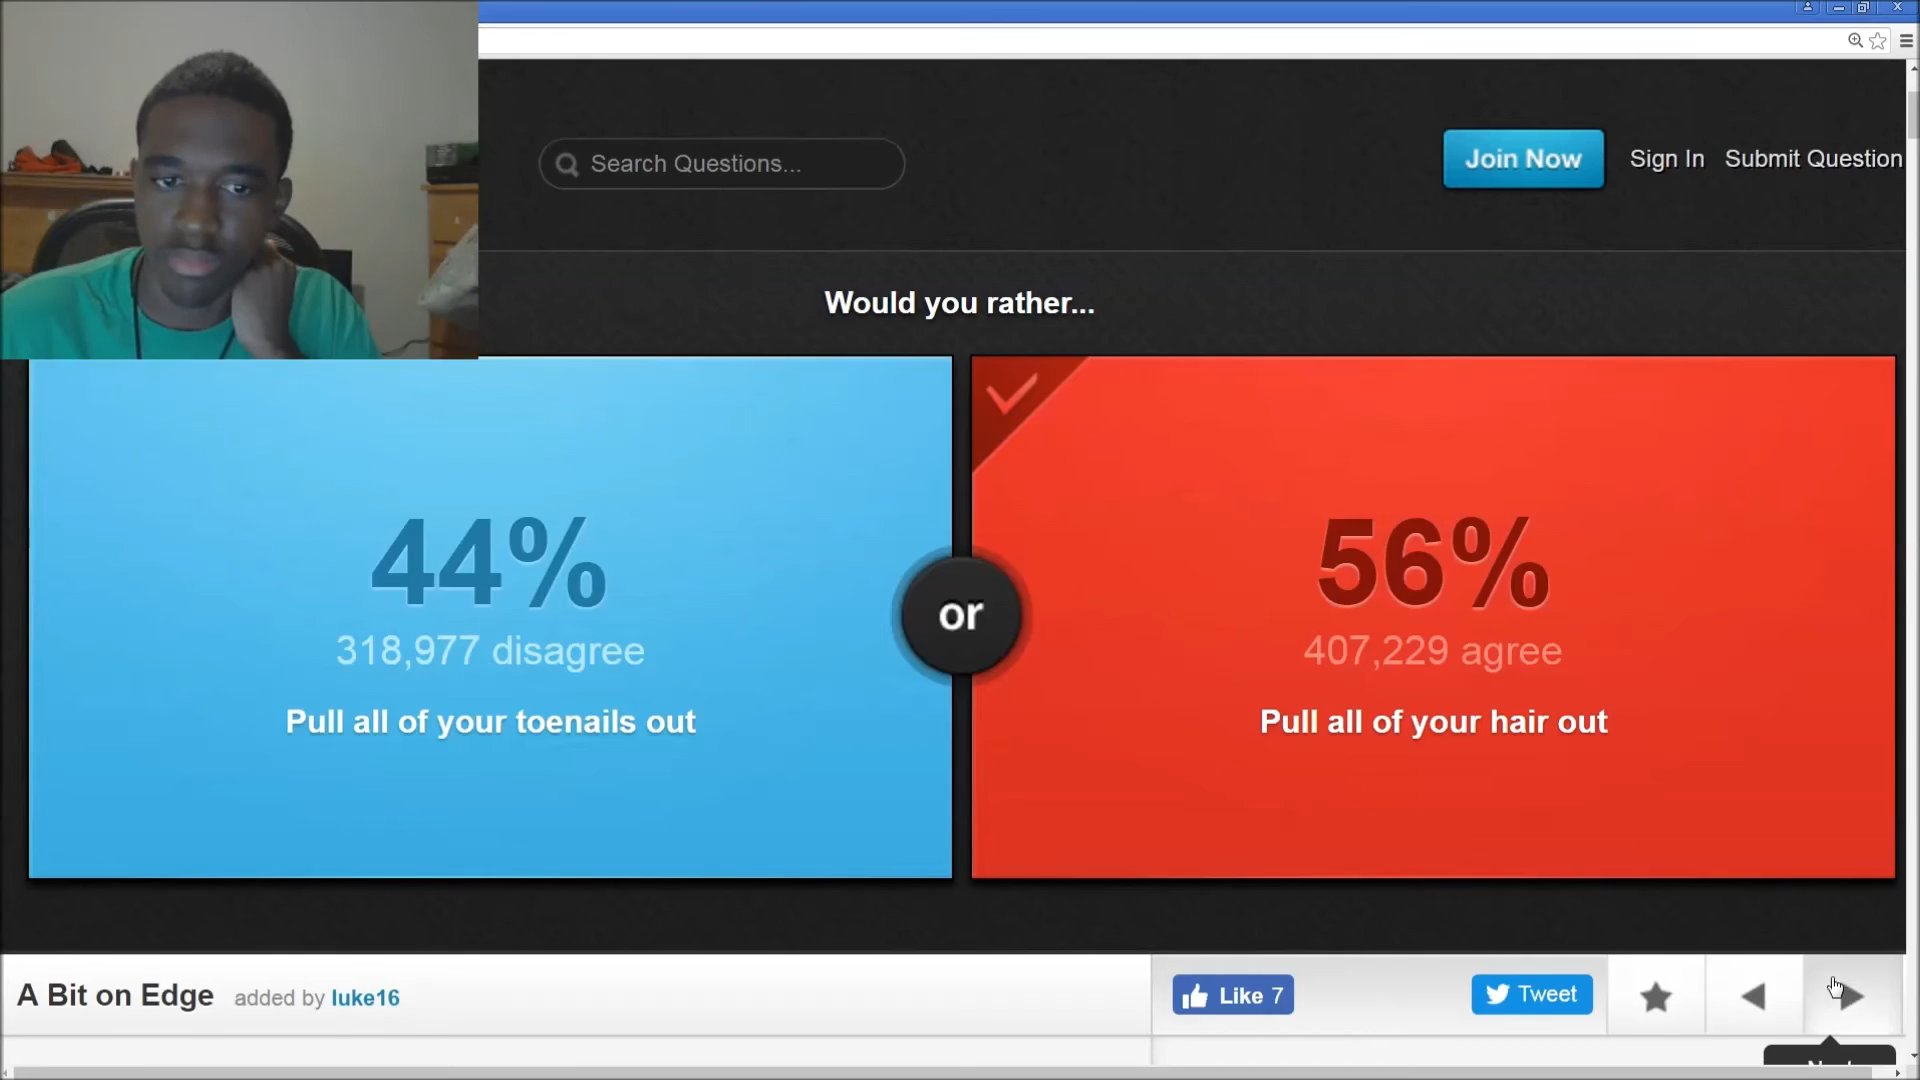 Search Questions...
Join Now
Sign In
Submit Question
Would you rather...
44%
318,977 disagree
Pull all of your toenails out
or
56%
407,229 agree
Pull all of your hair out
A Bit on Edge added by luke16
Like 7
Tweet